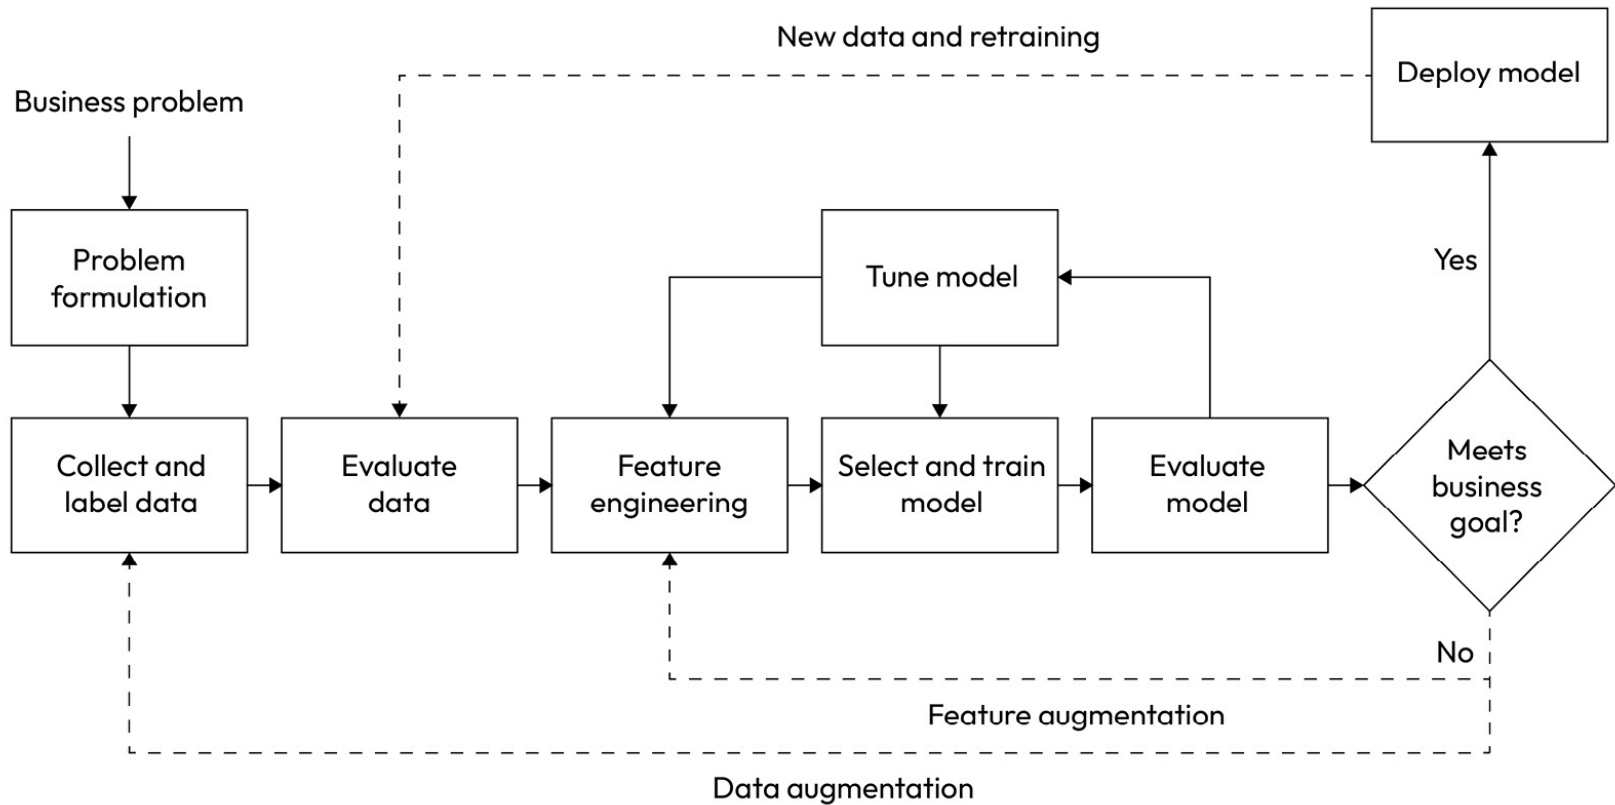 New data and retraining
Deploy model
Business problem
Problem
formulation
Tune model
Yes
Collect and
label data
Evaluate
data
Feature
engineering
Select and train
model
Evaluate
model
Meets
business
goal?
No
Feature augmentation
Data augmentation